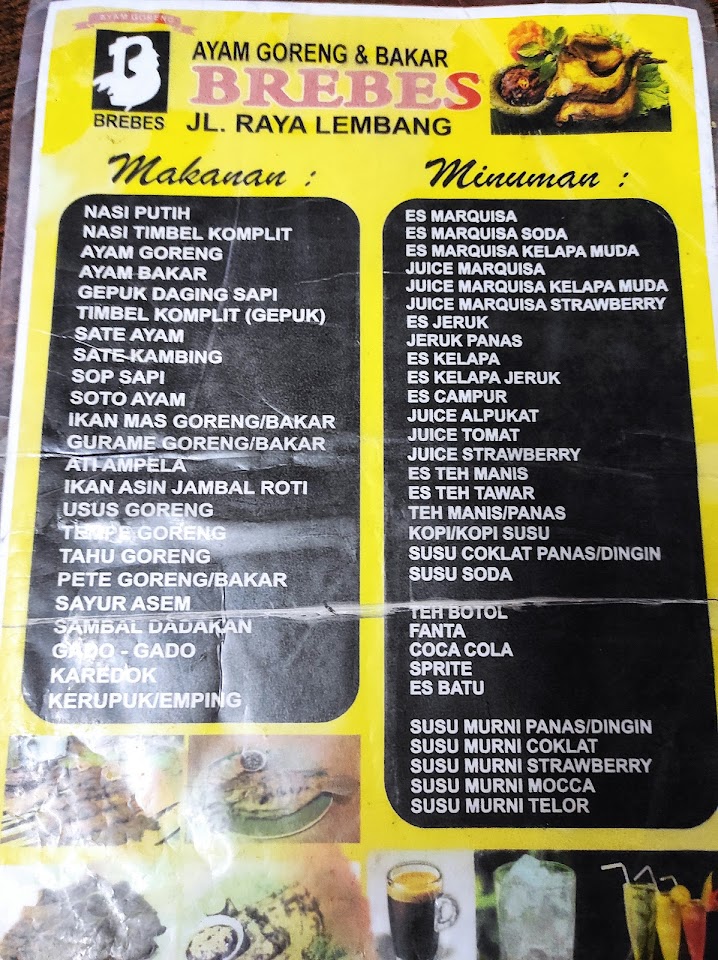 AYAM GORENG
BREBES
AYAM GORENG & BAKAR
BREBES
JL. RAYA LEMBANG
Makanan :
NASI PUTIH
NASI TIMBEL KOMPLIT
AYAM GORENG
AYAM BAKAR
GEPUK DAGING SAPI
TIMBEL KOMPLIT (GEPUK)
SATE AYAM
SATE KAMBING
SOP SAPI
SOTO AYAM
IKAN MAS GORENG/BAKAR
GURAME GORENG/BAKAR
ATI AMPELA
IKAN ASIN JAMBAL ROTI
USUS GORENG
TEMPE GORENG
TAHU GORENG
PETE GORENG/BAKAR
SAYUR ASEM
SAMBAL DADAKAN
GADO - GADO
KAREDOK
KERUPUK/EMPING
Minuman :
ES MARQUISA
ES MARQUISA SODA
ES MARQUISA KELAPA MUDA
JUICE MARQUISA
JUICE MARQUISA KELAPA MUDA
JUICE MARQUISA STRAWBERRY
ES JERUK
JERUK PANAS
ES KELAPA
ES KELAPA JERUK
ES CAMPUR
JUICE ALPUKAT
JUICE TOMAT
JUICE STRAWBERRY
ES TEH MANIS
ES TEH TAWAR
TEH MANIS/PANAS
KOPI/KOPI SUSU
SUSU COKLAT PANAS/DINGIN
SUSU SODA
TEH BOTOL
FANTA
COCA COLA
SPRITE
ES BATU
SUSU MURNI PANAS/DINGIN
SUSU MURNI COKLAT
SUSU MURNI STRAWBERRY
SUSU MURNI MOCCA
SUSU MURNI TELOR